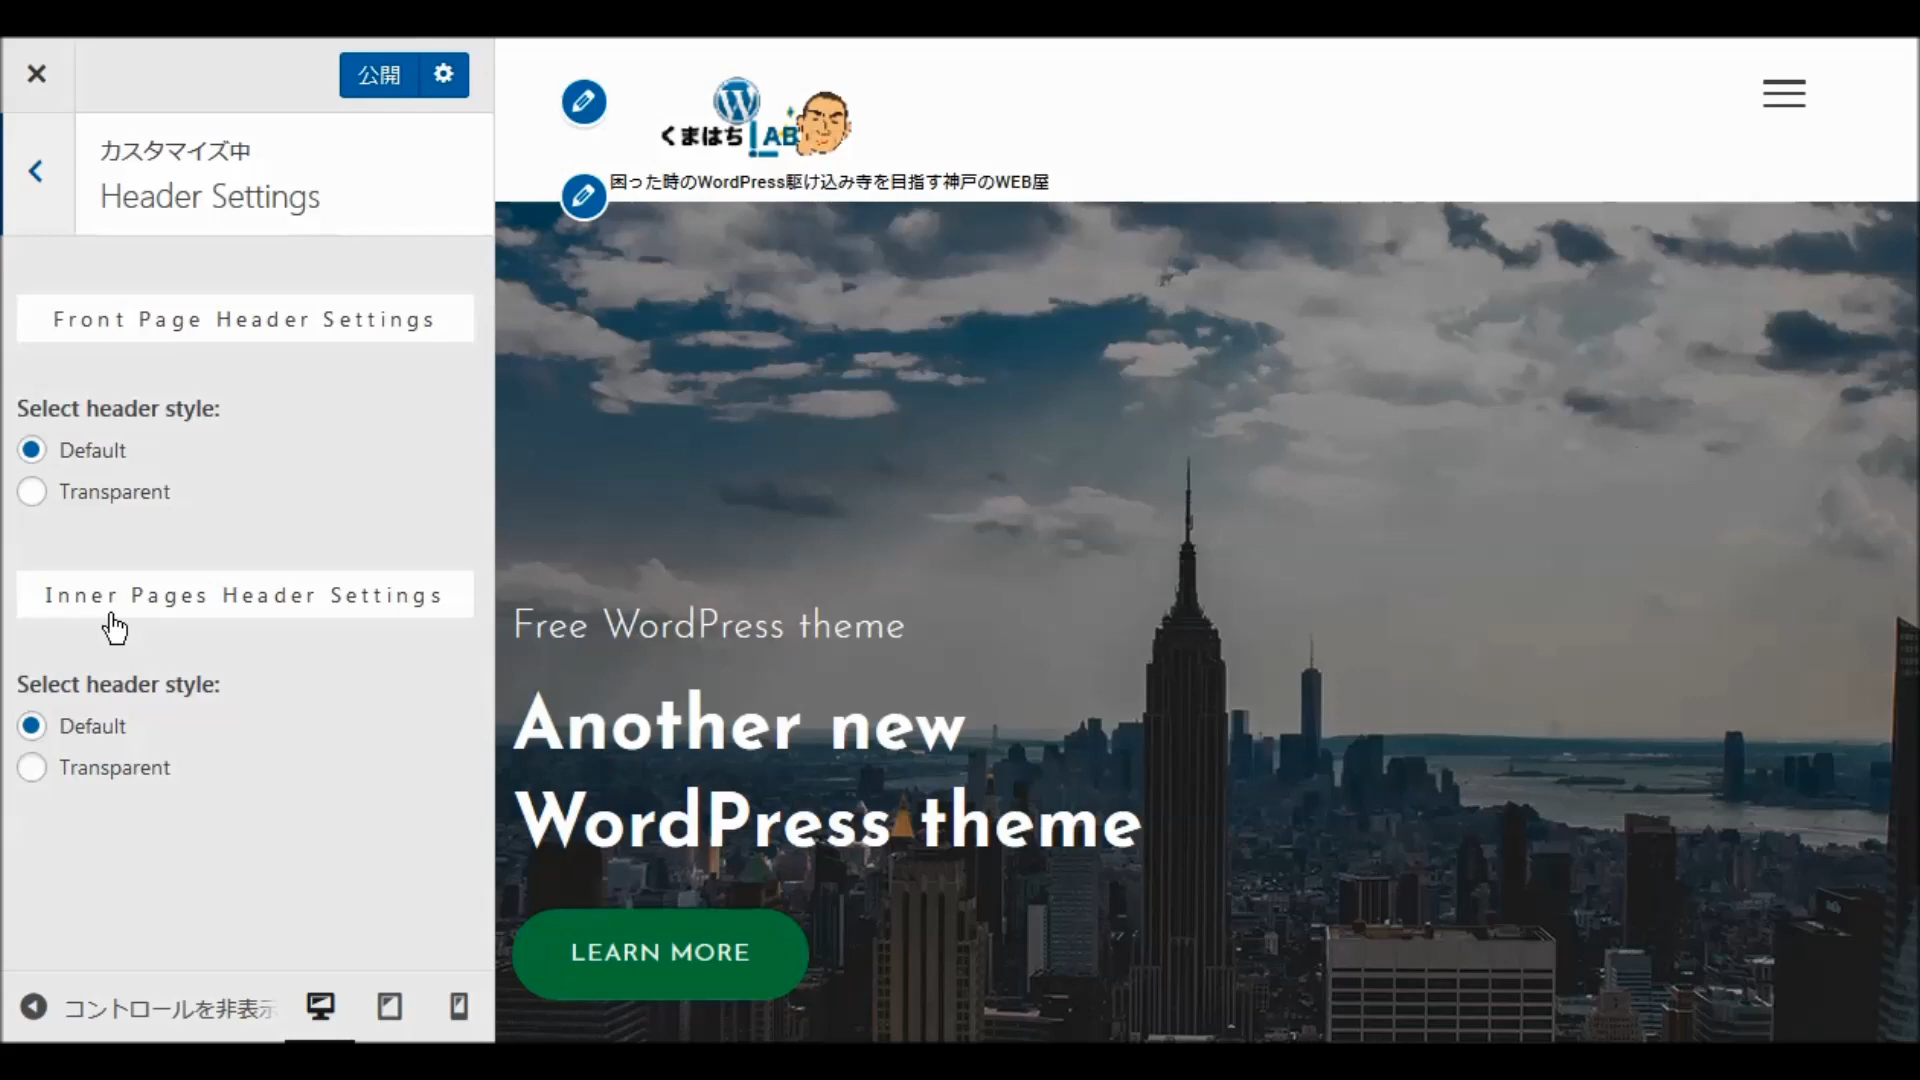 公開
カスタマイズ中
Header Settings
Front Page Header Settings
Select header style:
Default
Transparent
Inner Pages Header Settings
Select header style:
Default
Transparent
コントロールを非表示
くまはちLAB
困った時のWordPress駆け込み寺を目指す神戸のWEB屋
Free WordPress theme
Another new
WordPress theme
LEARN MORE